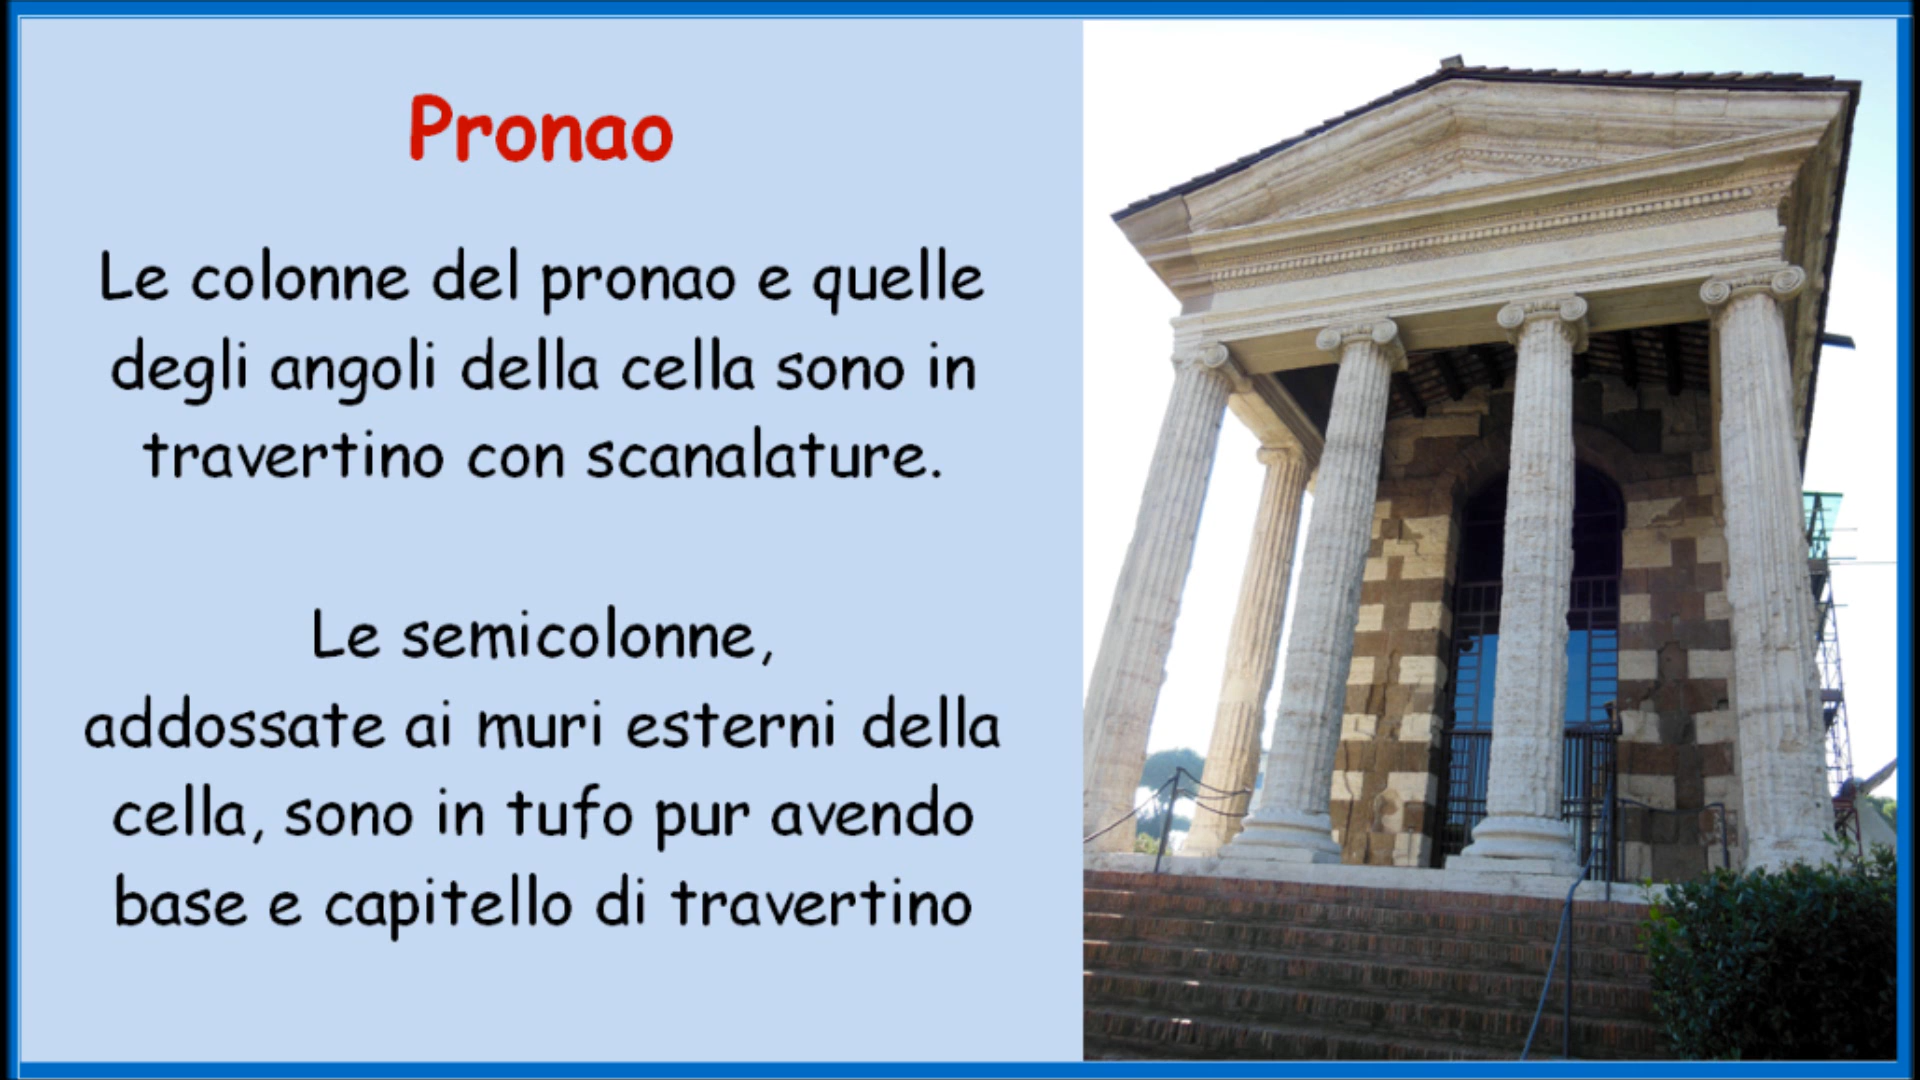 Pronao
Le colonne del pronao e quelle
degli angoli della cella sono in
travertino con scanalature.
Le semicolonne,
addossate ai muri esterni della
cella, sono in tufo pur avendo
base e capitello di travertino